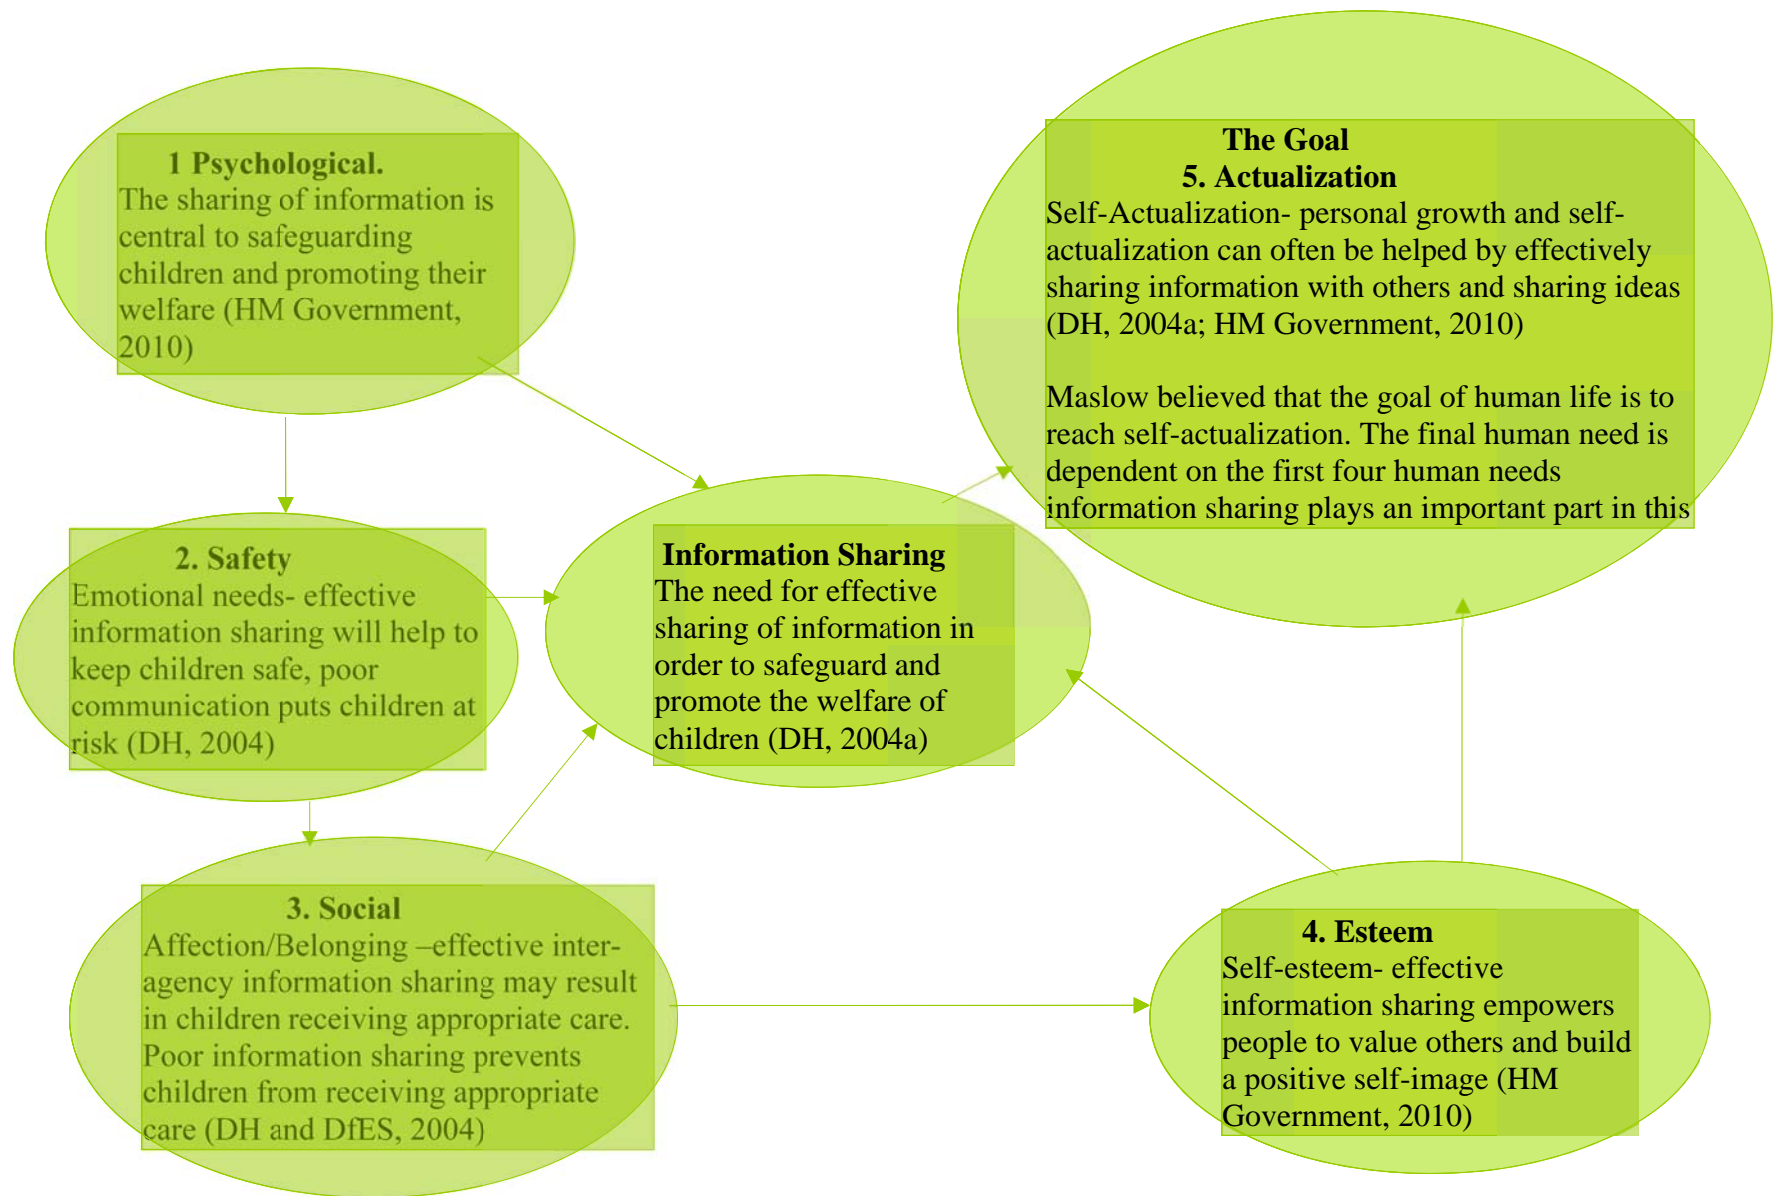 1 Psychological.
The sharing of information is
central to safeguarding
children and promoting their
welfare (HM Government,
2010)
The Goal
5. Actualization
Self-Actualization- personal growth and self-
actualization can often be helped by effectively
sharing information with others and sharing ideas
(DH, 2004a; HM Government, 2010)
Maslow believed that the goal of human life is to
reach self-actualization. The final human need is
dependent on the first four human needs
information sharing plays an important part in this
2. Safety
Emotional needs- effective
information sharing will help to
keep children safe, poor
communication puts children at
risk (DH, 2004)
Information Sharing
The need for effective
sharing of information in
order to safeguard and
promote the welfare of
children (DH, 2004a)
3. Social
Affection/Belonging –effective inter-
agency information sharing may result
in children receiving appropriate care.
Poor information sharing prevents
children from receiving appropriate
care (DH and DfES, 2004)
4. Esteem
Self-esteem- effective
information sharing empowers
people to value others and build
a positive self-image (HM
Government, 2010)